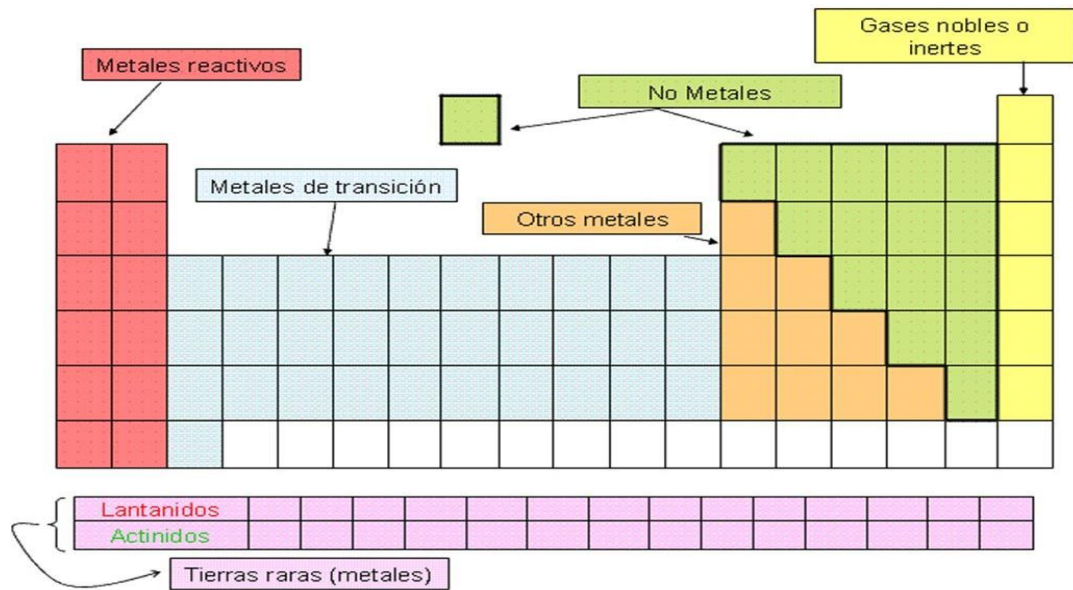 Gases nobles o
inertes
Metales reactivos
No Metales
Metales de transición
Otros metales
Lantanidos
Actinidos
Tierras raras (metales)